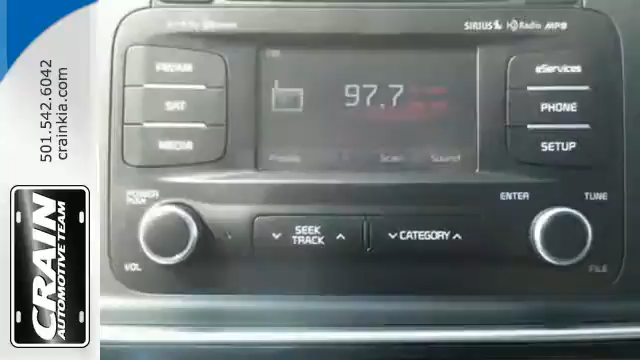 501.542.6042
crainkia.com
CRAIN
AUTOMOTIVE TEAM
SIRIUS HD Radio MP3
FM/AM
SAT
MEDIA
97.7
Presets Scan Sound
eServices
PHONE
SETUP
POWER
PUSH
VOL
SEEK
TRACK
CATEGORY
ENTER TUNE
FILE